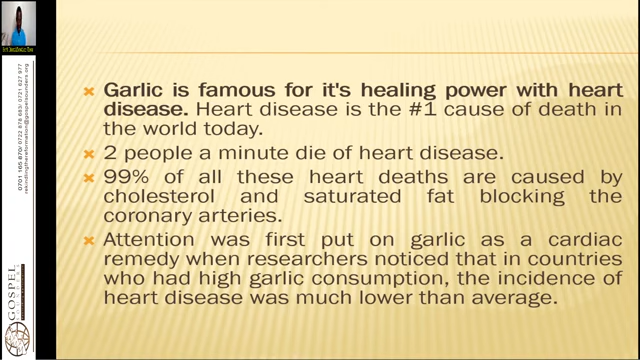 Garlic is famous for it's healing power with heart
disease. Heart disease is the #1 cause of death in
the world today.
2 people a minute die of heart disease.
99% of all these heart deaths are caused by
cholesterol and saturated fat blocking the
coronary arteries.
Attention was first put on garlic as a cardiac
remedy when researchers noticed that in countries
who had high garlic consumption, the incidence of
heart disease was much lower than average.
GOSPEL